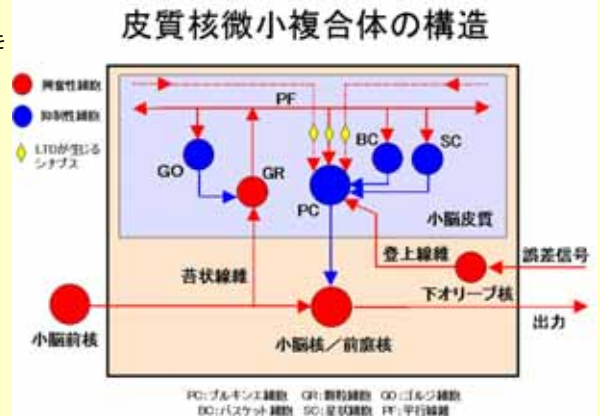 皮質核微小複合体の構造
き
興奮性細胞
抑制性細胞
LTDが生じる
シナプス
PF
GO
GR
BC
SC
PC
小脳皮質
登上線維
誤差信号
苔状線維
下オリーブ核
出力
小脳前核
小脳核/前庭核
PC:プルキンエ細胞 GR:顆粒細胞 GO:ゴルジ細胞
BC:バスケット細胞 SC:星状細胞 PF:平行線維